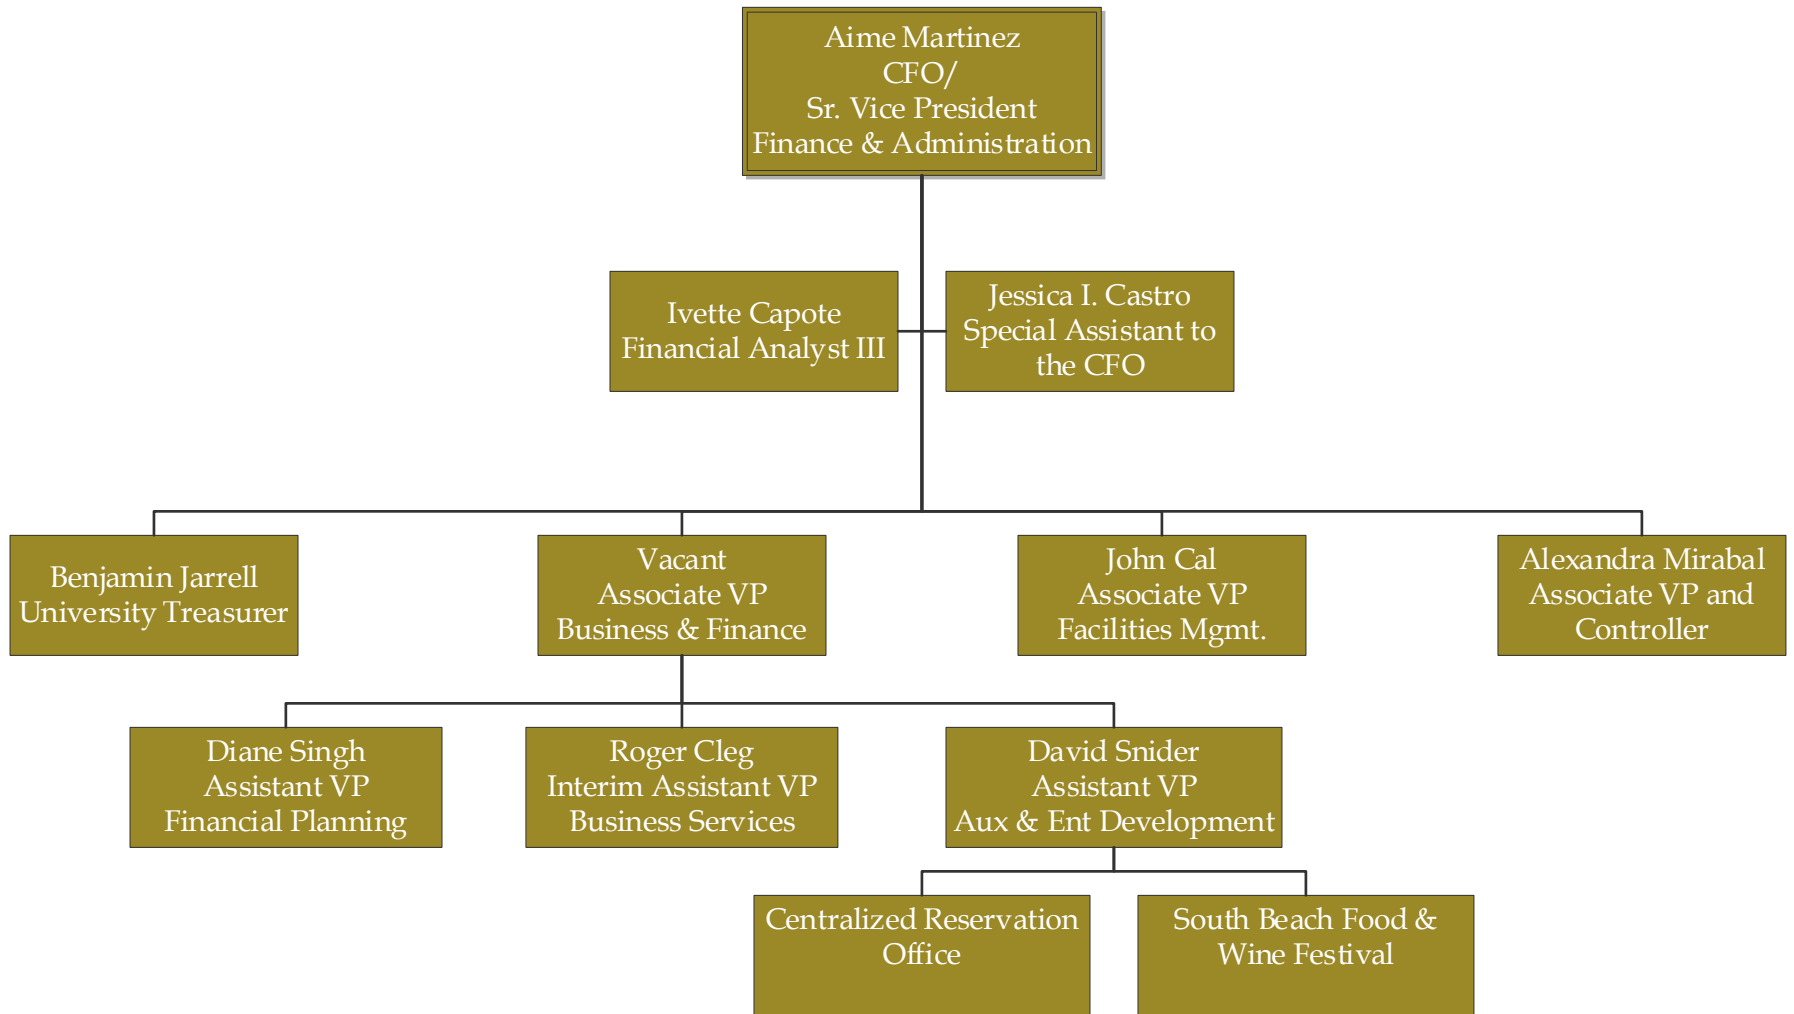 Aime Martinez
CFO/
Sr. Vice President
Finance & Administration
Ivette Capote
Financial Analyst III
Jessica I. Castro
Special Assistant to
the CFO
Benjamin Jarrell
University Treasurer
Vacant
Associate VP
Business & Finance
John Cal
Associate VP
Facilities Mgmt.
Alexandra Mirabal
Associate VP and
Controller
Diane Singh
Assistant VP
Financial Planning
Roger Cleg
Interim Assistant VP
Business Services
David Snider
Assistant VP
Aux & Ent Development
Centralized Reservation
Office
South Beach Food &
Wine Festival